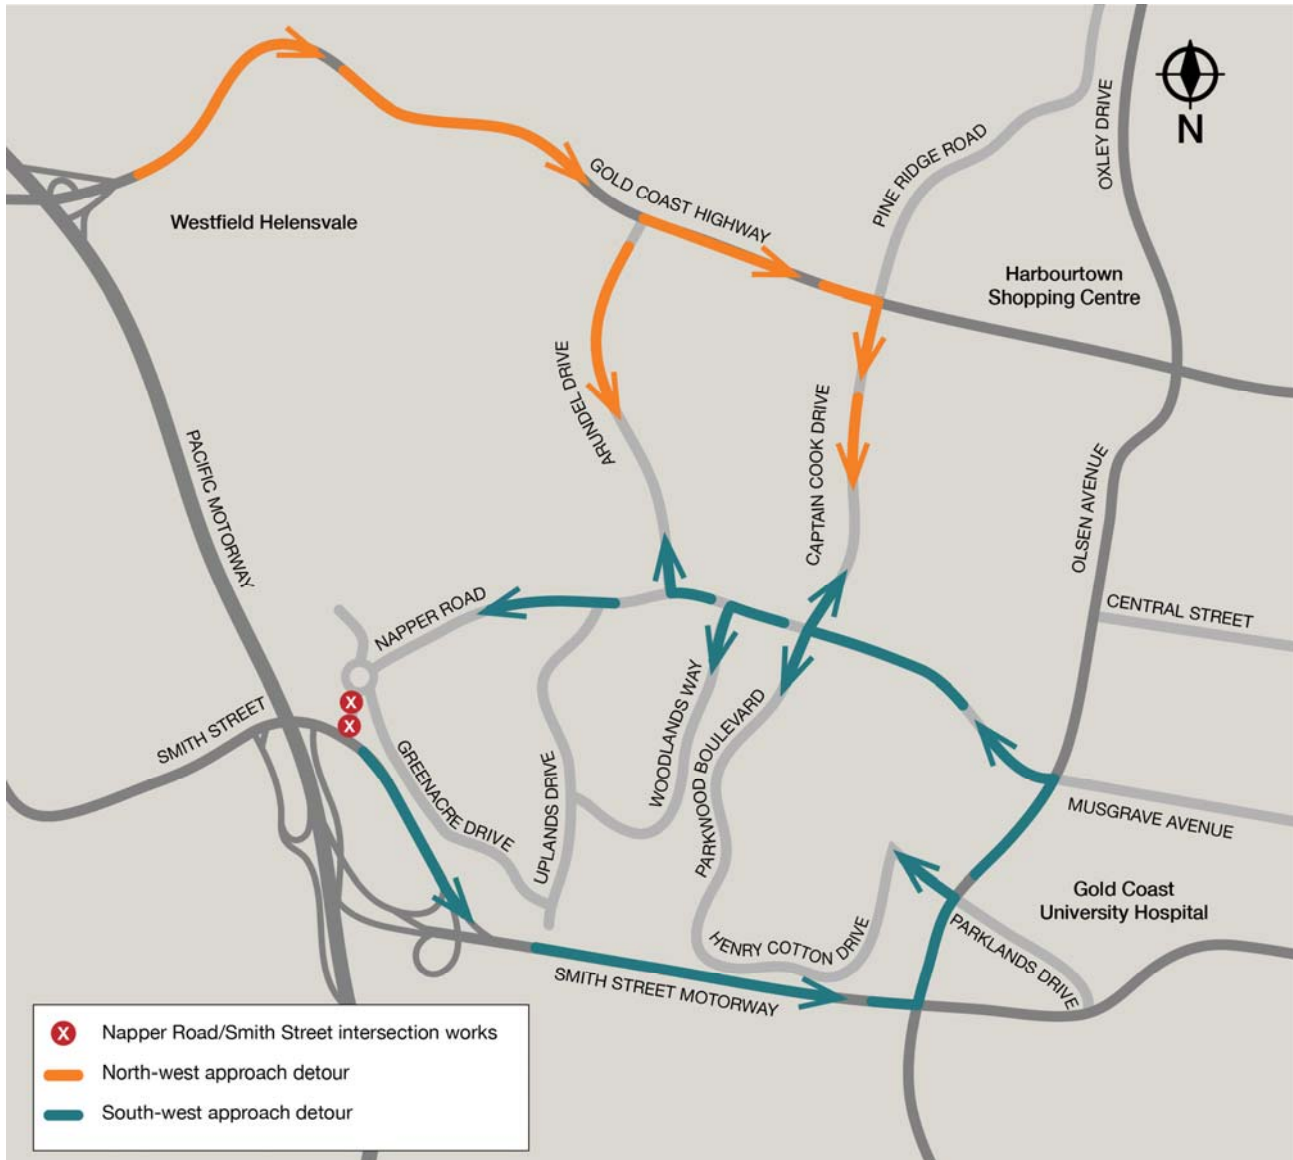 N
PINE RIDGE ROAD
OXLEY DRIVE
GOLD COAST HIGHWAY
Westfield Helensvale
Harbourtown
Shopping Centre
ARUNDEL DRIVE
CAPTAIN COOK DRIVE
PACIFIC MOTORWAY
OLSEN AVENUE
CENTRAL STREET
NAPPER ROAD
SMITH STREET
X
X
GREENACRE DRIVE
UPLANDS DRIVE
WOODLANDS WAY
PARKWOOD BOULEVARD
MUSGRAVE AVENUE
Gold Coast
University Hospital
HENRY COTTON DRIVE
PARKLANDS DRIVE
SMITH STREET MOTORWAY
X Napper Road/Smith Street intersection works
North-west approach detour
South-west approach detour